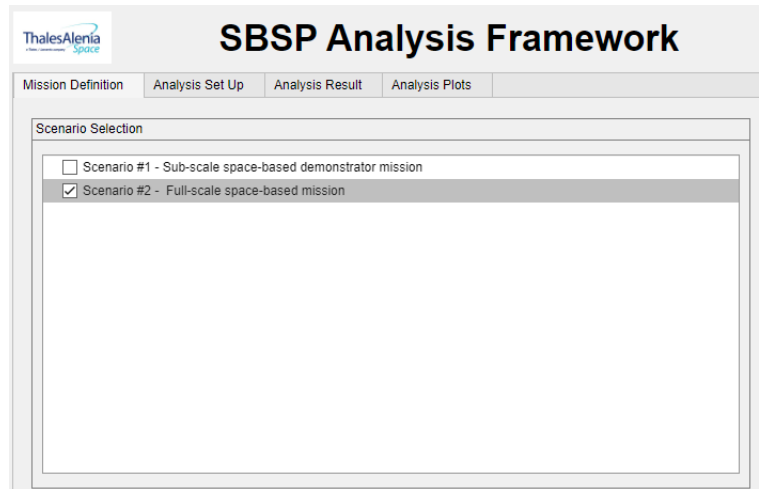 ThalesAlenia
Space
SBSP Analysis Framework
Mission Definition Analysis Set Up Analysis Result Analysis Plots
Scenario Selection
Scenario #1 - Sub-scale space-based demonstrator mission
Scenario #2 - Full-scale space-based mission